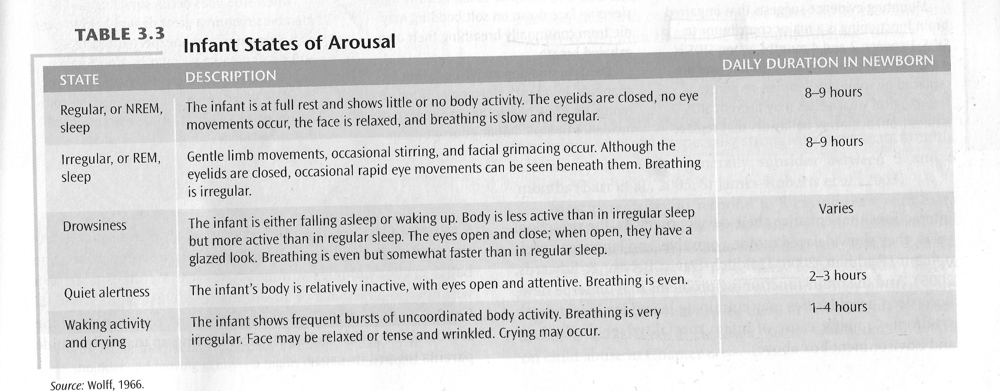 TABLE 3.3
Infant States of Arousal
STATE
DESCRIPTION
DAILY DURATION IN NEWBORN
Regular, or NREM,
sleep
The infant is at full rest and shows little or no body activity. The eyelids are closed, no eye
movements occur, the face is relaxed, and breathing is slow and regular.
8–9 hours
Irregular, or REM,
sleep
Gentle limb movements, occasional stirring, and facial grimacing occur. Although the
eyelids are closed, occasional rapid eye movements can be seen beneath them. Breathing
is irregular.
8–9 hours
Drowsiness
The infant is either falling asleep or waking up. Body is less active than in irregular sleep
but more active than in regular sleep. The eyes open and close; when open, they have a
glazed look. Breathing is even but somewhat faster than in regular sleep.
Varies
Quiet alertness
The infant’s body is relatively inactive, with eyes open and attentive. Breathing is even.
2–3 hours
Waking activity
and crying
The infant shows frequent bursts of uncoordinated body activity. Breathing is very
irregular. Face may be relaxed or tense and wrinkled. Crying may occur.
1–4 hours
Source: Wolff, 1966.